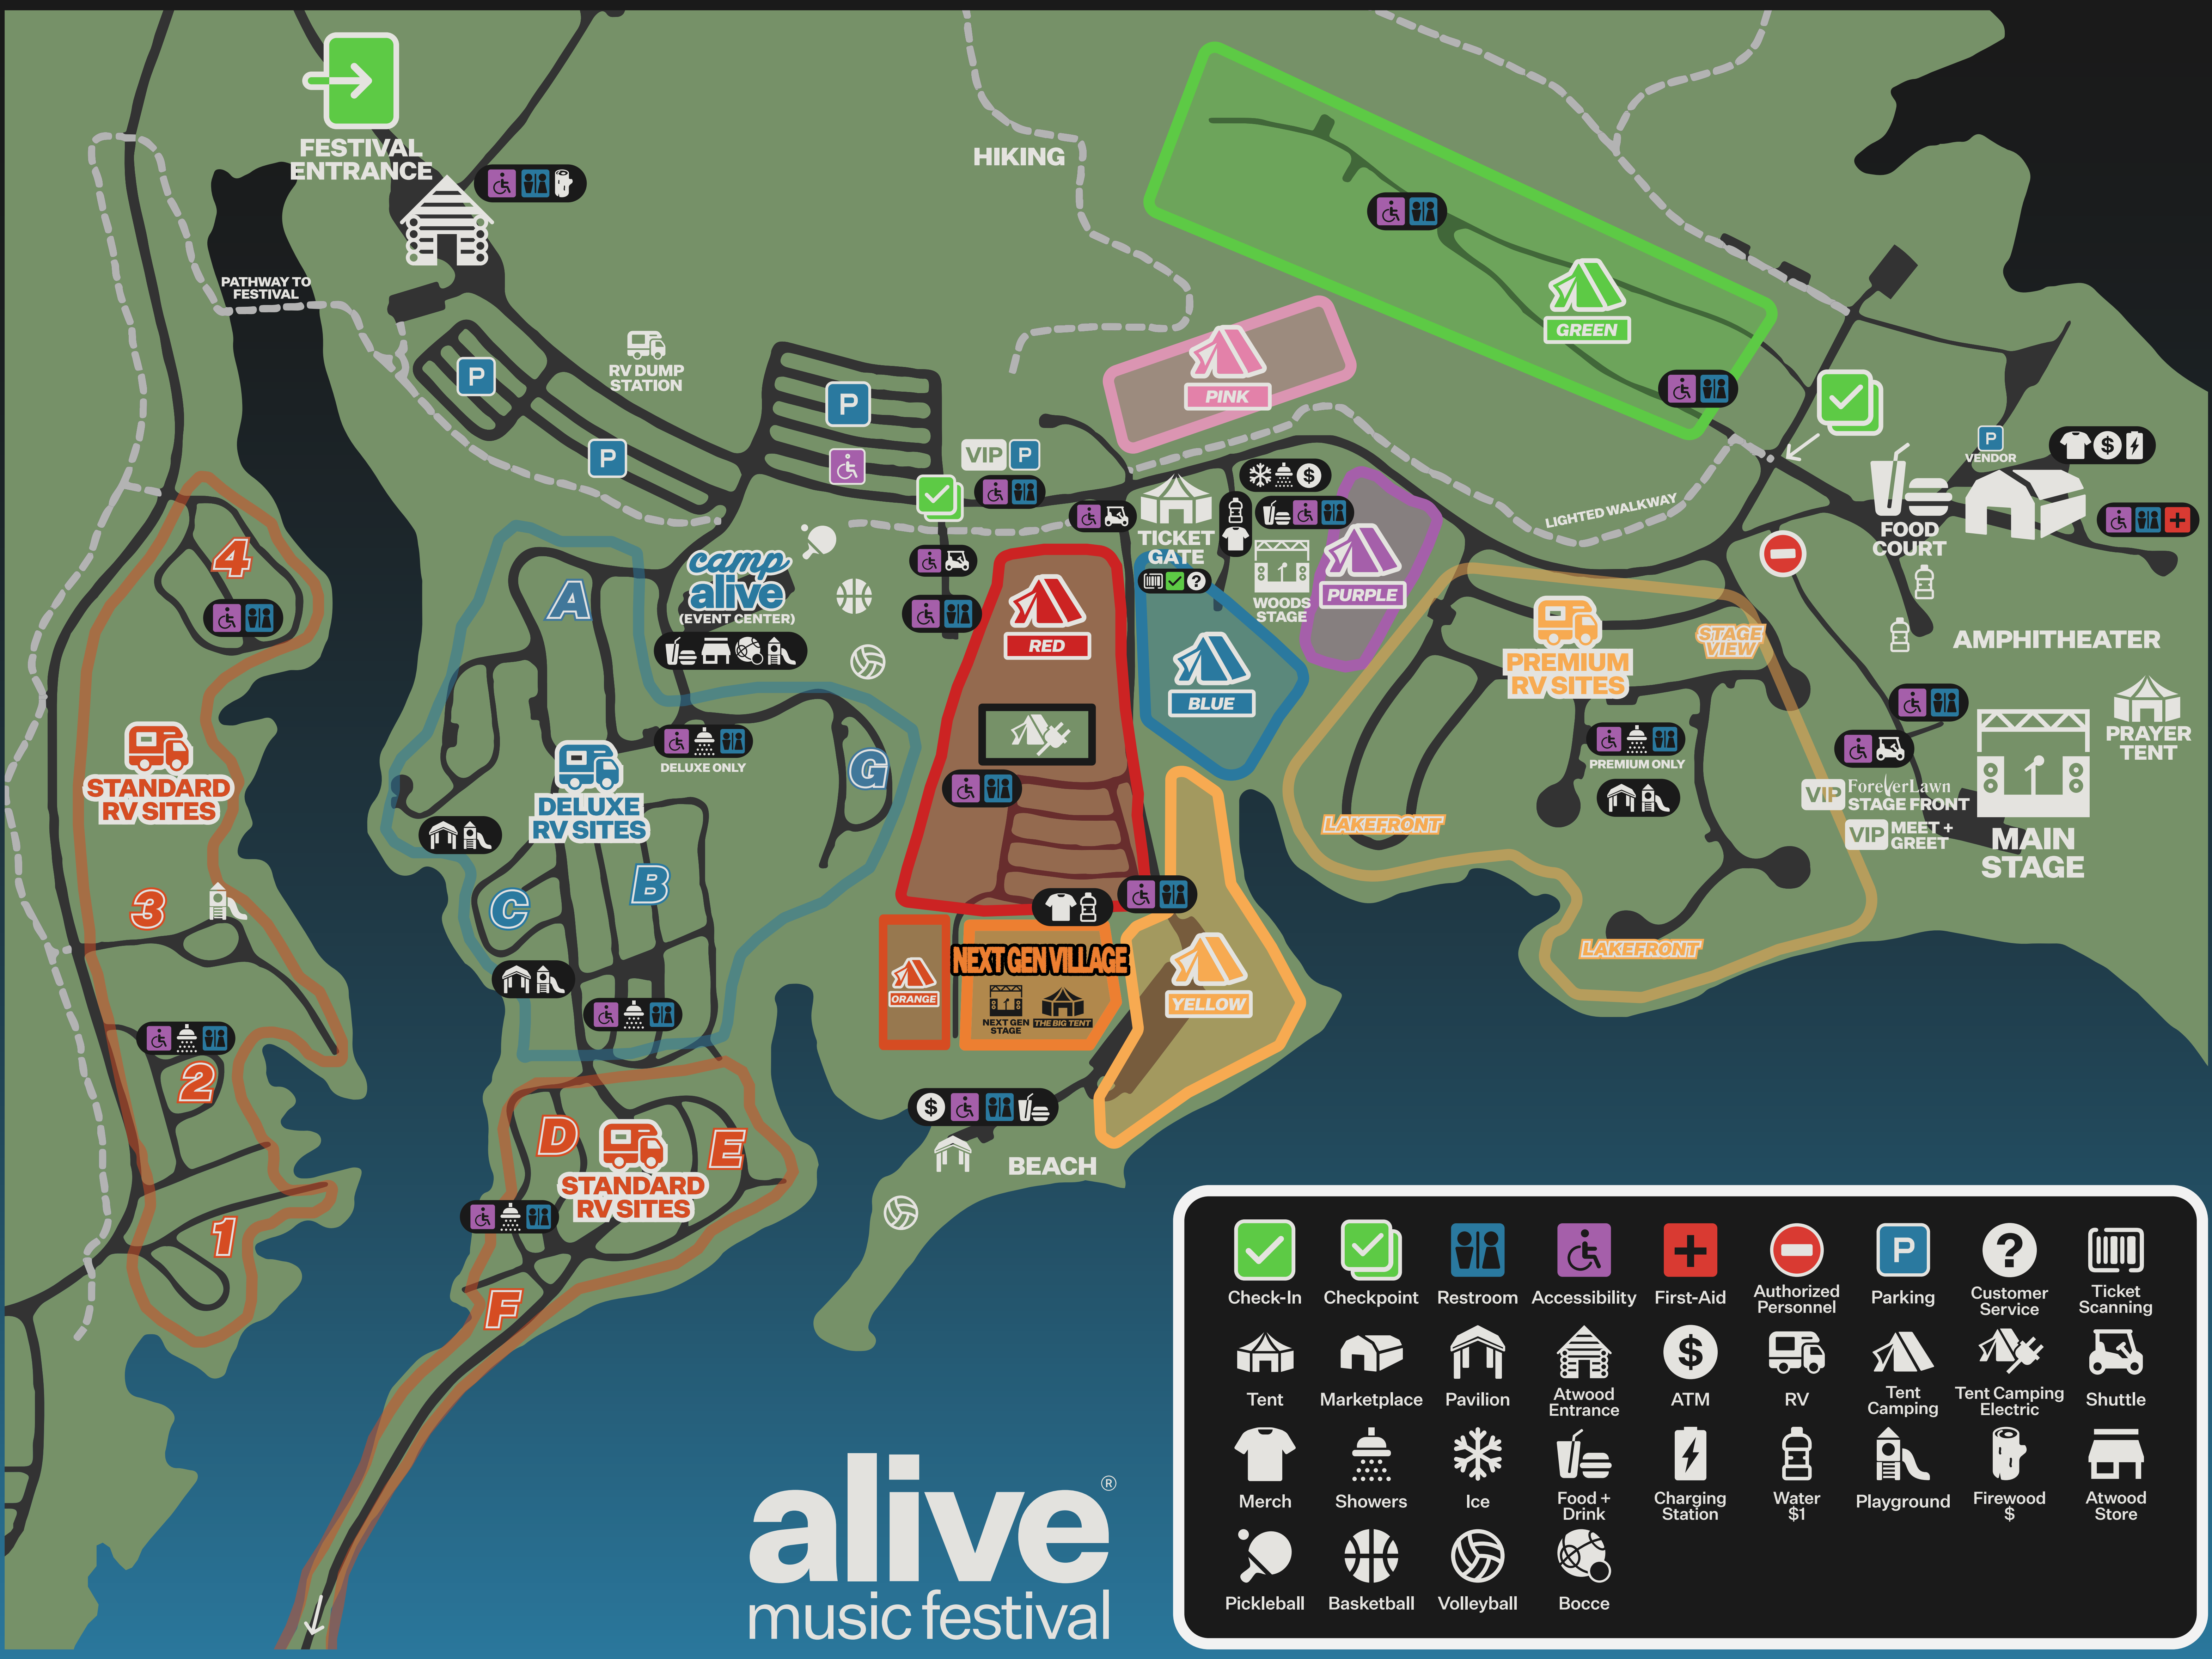 FESTIVAL
ENTRANCE
HIKING
PATHWAY TO
FESTIVAL
RV DUMP
STATION
P
P
P
VIP P
GREEN
PINK
P
VENDOR
LIGHTED WALKWAY
FOOD
COURT
TICKET
GATE
WOODS
STAGE
PURPLE
camp
alive
(EVENT CENTER)
4
A
RED
BLUE
PREMIUM
RV SITES
STAGE
VIEW
AMPHITHEATER
PRAYER
TENT
PREMIUM ONLY
DELUXE ONLY
G
STANDARD
RV SITES
DELUXE
RV SITES
LAKEFRONT
VIP ForeverLawn
STAGE FRONT
VIP MEET +
GREET
MAIN
STAGE
3
C
B
LAKEFRONT
NEXT GEN VILLAGE
ORANGE
NEXT GEN
STAGE
THE BIG TENT
YELLOW
2
D
E
STANDARD
RV SITES
BEACH
1
F
alive®
music festival
Check-In
Checkpoint
Restroom
Accessibility
First-Aid
Authorized
Personnel
P
Parking
?
Customer
Service
Ticket
Scanning
Tent
Marketplace
Pavilion
Atwood
Entrance
$
ATM
RV
Tent
Camping
Tent Camping
Electric
Shuttle
Merch
Showers
Ice
Food +
Drink
Charging
Station
Water
$1
Playground
Firewood
$
Atwood
Store
Pickleball
Basketball
Volleyball
Bocce